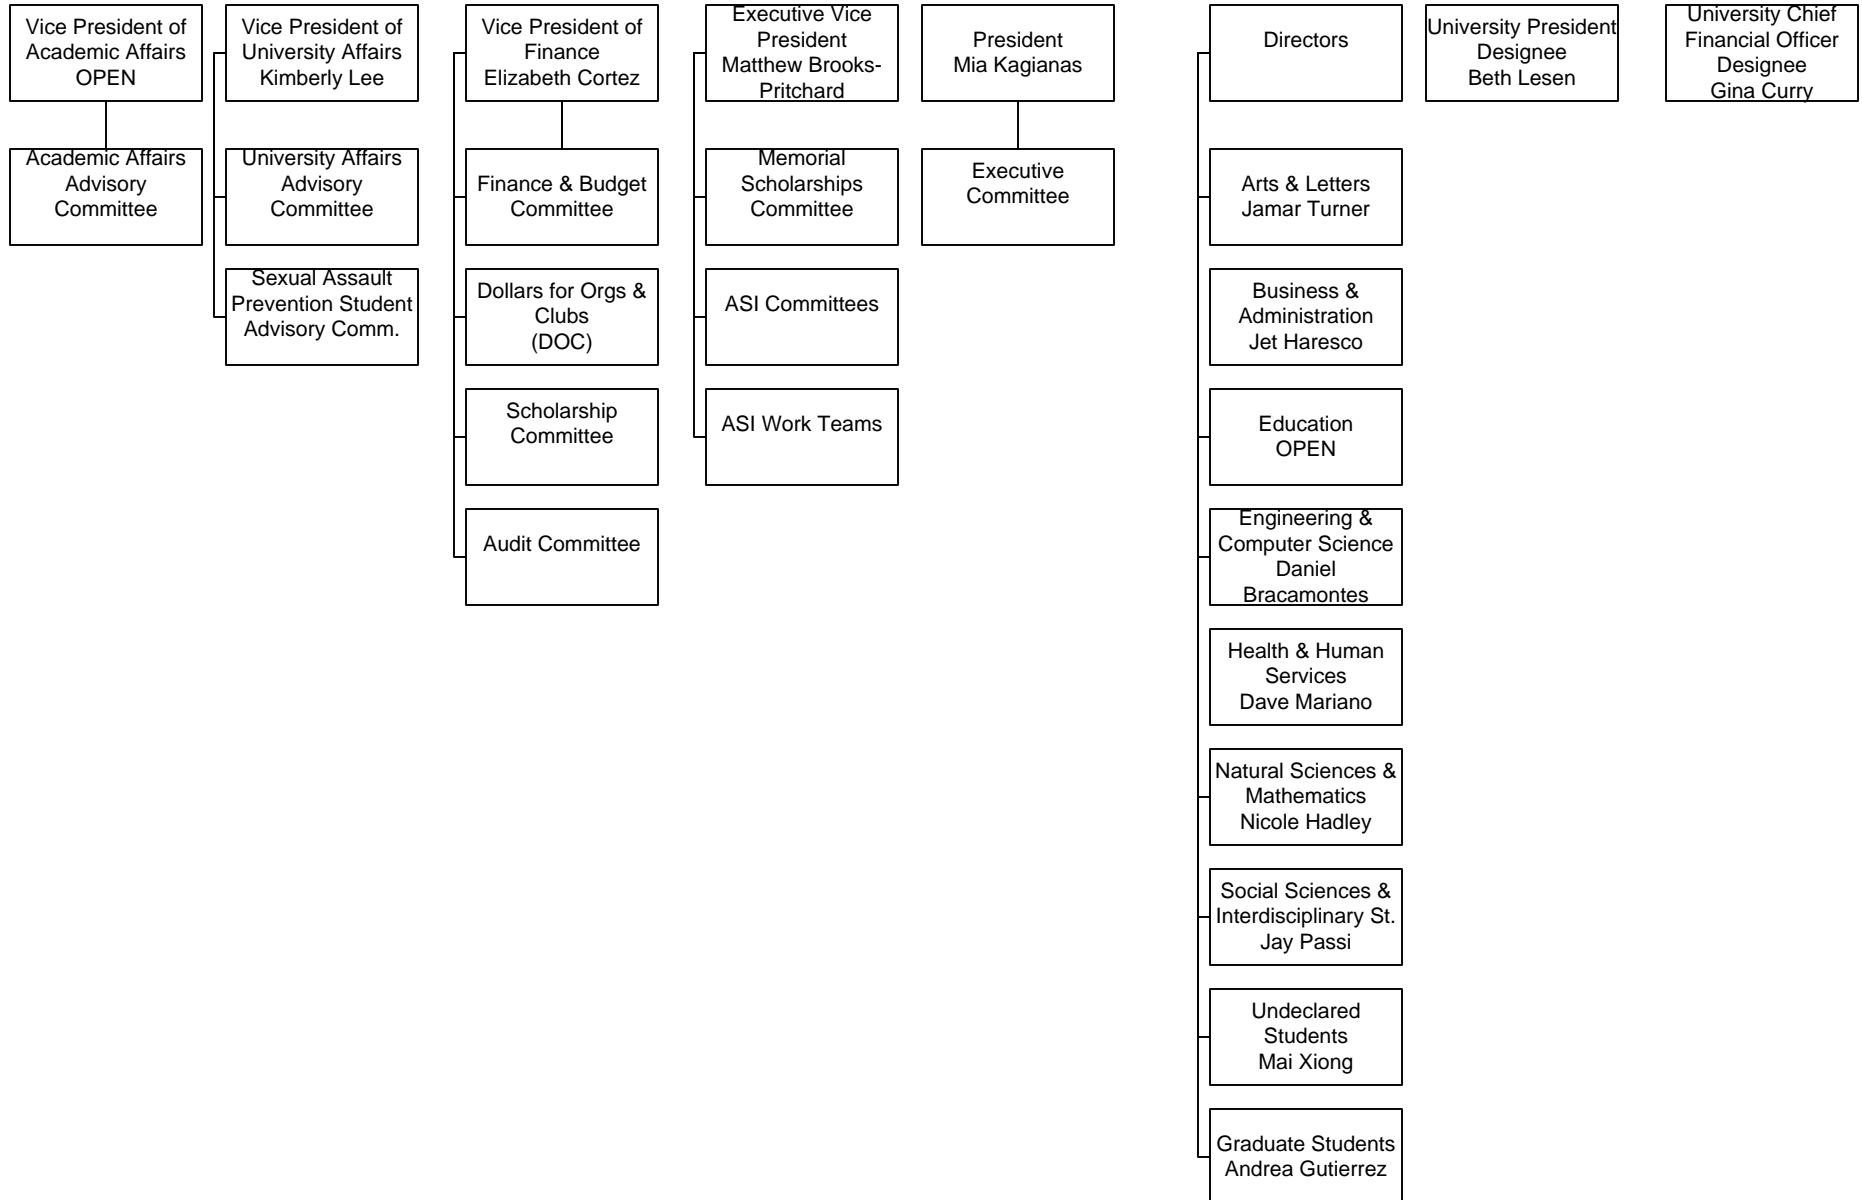 Vice President of
Academic Affairs
OPEN
Vice President of
University Affairs
Kimberly Lee
Vice President of
Finance
Elizabeth Cortez
Executive Vice
President
Matthew Brooks-
Pritchard
President
Mia Kagianas
Directors
University President
Designee
Beth Lesen
University Chief
Financial Officer
Designee
Gina Curry
Academic Affairs
Advisory
Committee
University Affairs
Advisory
Committee
Finance & Budget
Committee
Memorial
Scholarships
Committee
Executive
Committee
Arts & Letters
Jamar Turner
Sexual Assault
Prevention Student
Advisory Comm.
Dollars for Orgs &
Clubs
(DOC)
ASI Committees
Business &
Administration
Jet Haresco
Scholarship
Committee
ASI Work Teams
Education
OPEN
Audit Committee
Engineering &
Computer Science
Daniel
Bracamontes
Health & Human
Services
Dave Mariano
Natural Sciences &
Mathematics
Nicole Hadley
Social Sciences &
Interdisciplinary St.
Jay Passi
Undeclared
Students
Mai Xiong
Graduate Students
Andrea Gutierrez